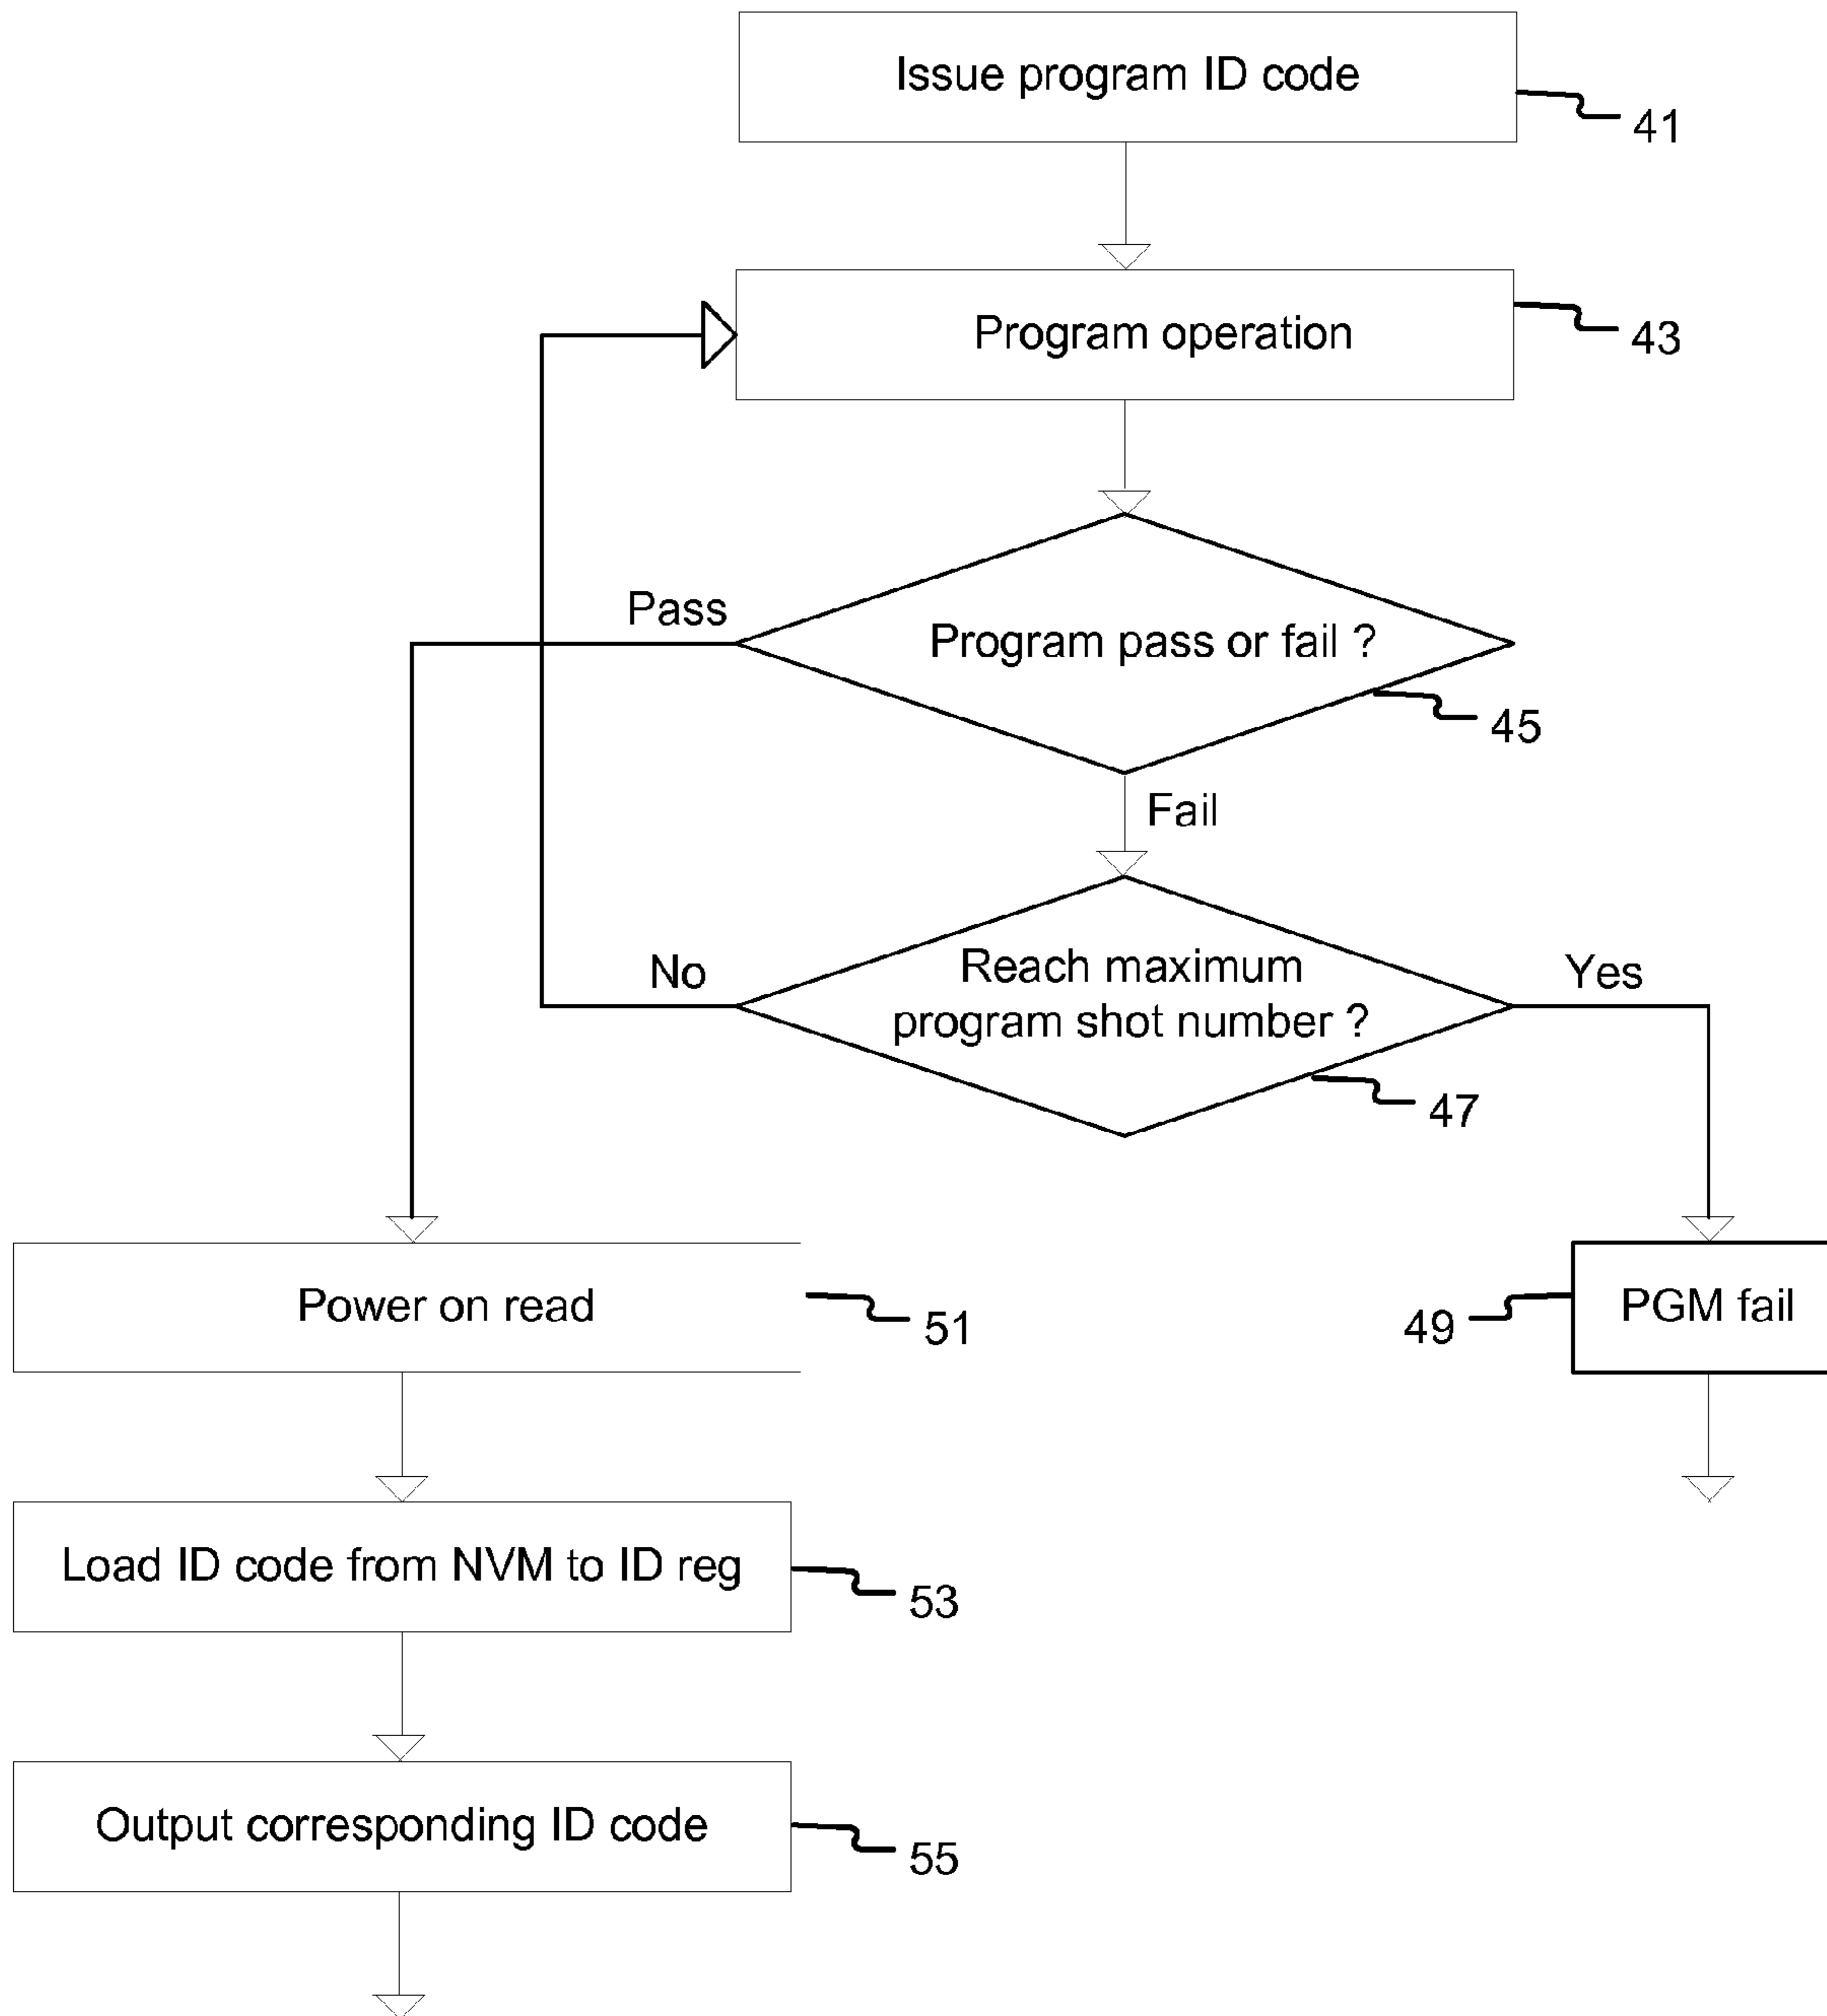 Issue program ID code
41
Program operation
43
Pass
Program pass or fail ?
45
Fail
No
Reach maximum
program shot number ?
Yes
47
Power on read
51
49
PGM fail
Load ID code from NVM to ID reg
53
Output corresponding ID code
55